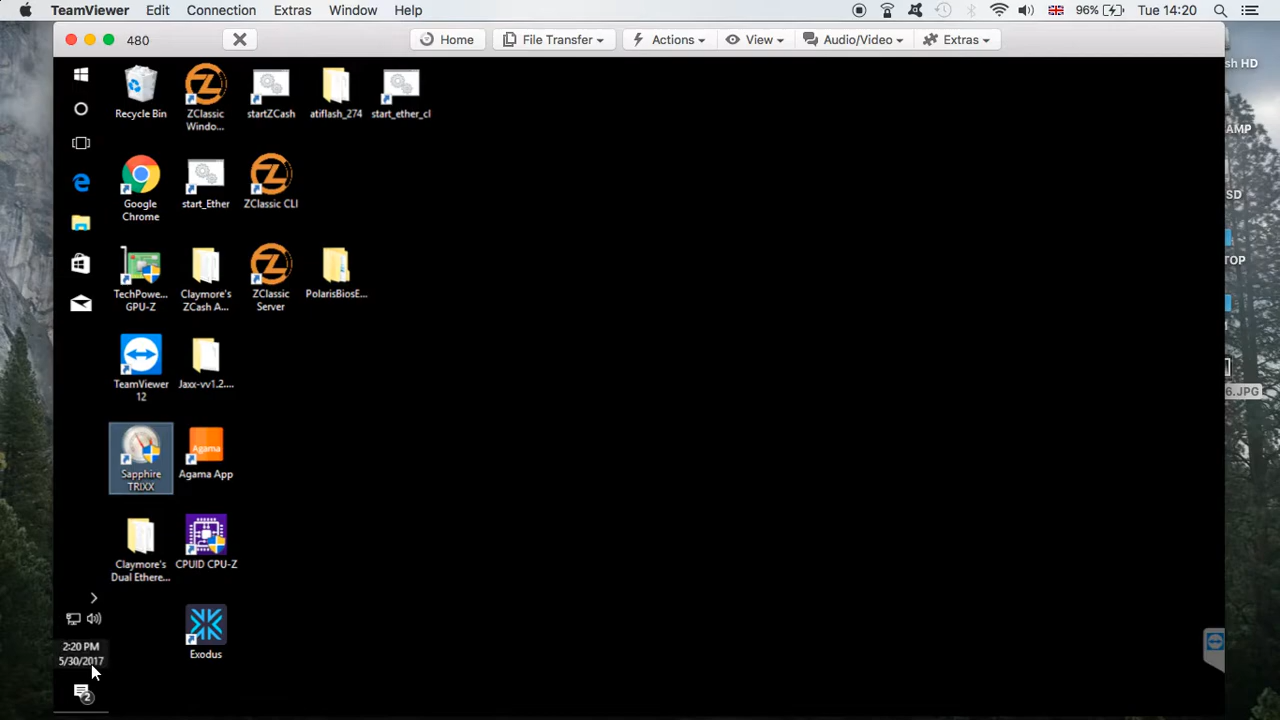 TeamViewer Edit Connection Extras Window Help 96% Tue 14:20
480 Home File Transfer Actions View Audio/Video Extras
sh HD
AMP
SD
TOP
6.JPG
Recycle Bin
ZClassic
Windo...
startZCash
atiflash_274
start_ether_cl
Google
Chrome
start_Ether
ZClassic CLI
TechPowe...
GPU-Z
Claymore's
ZCash A...
ZClassic
Server
PolarisBiosE...
TeamViewer
12
Jaxx-vv1.2....
Sapphire
TRIXX
Agama
Agama App
Claymore's
Dual Ethere...
CPUID CPU-Z
Exodus
2:20 PM
5/30/2017
2